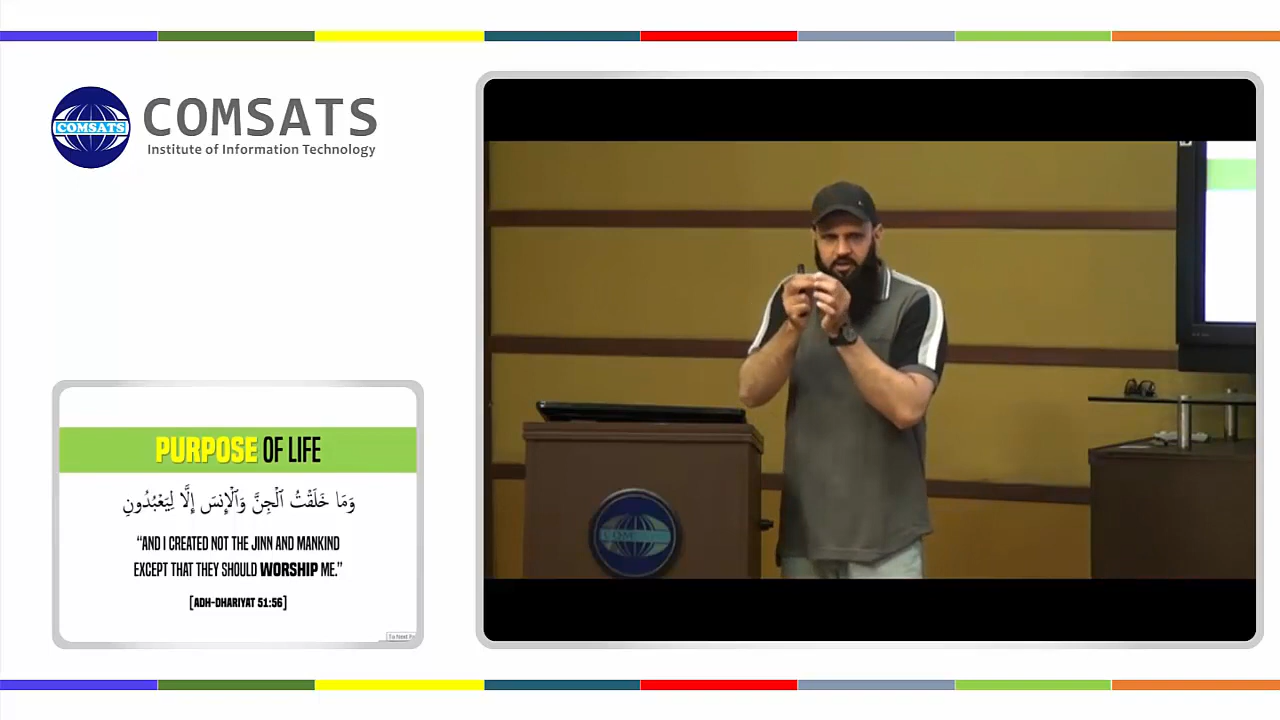 COMSATS
COMSATS
Institute of Information Technology
PURPOSE OF LIFE
وَمَا خَلَقْتُ ٱلْجِنَّ وَٱلْإِنسَ إِلَّا لِيَعْبُدُونِ
“AND I CREATED NOT THE JINN AND MANKIND
EXCEPT THAT THEY SHOULD WORSHIP ME.”
[ADH-DHARIYAT 51:56]